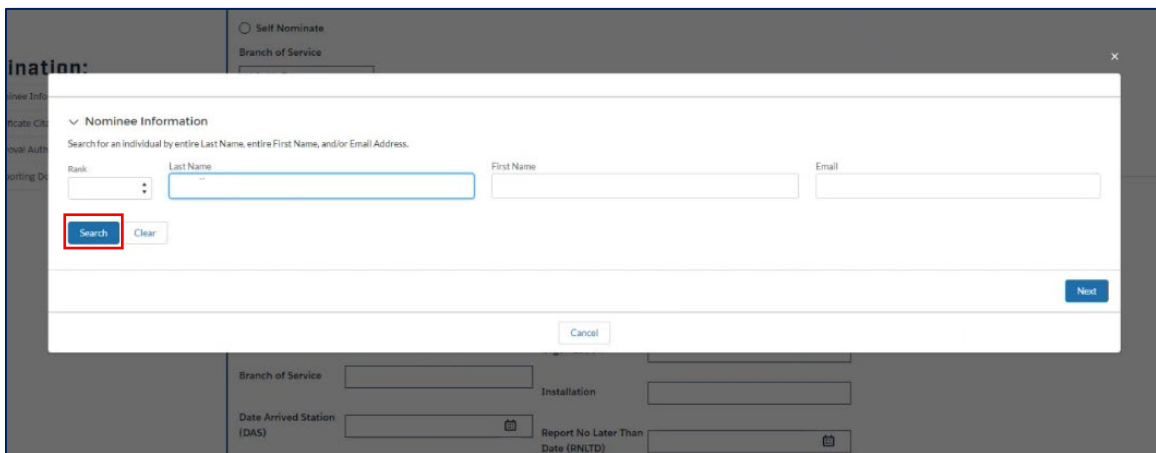 Self Nominate
Branch of Service
ination:
×
Nominee Information
Search for an individual by entire Last Name, entire First Name, and/or Email Address.
Rank Last Name First Name Email
Search Clear
Next
Cancel
Branch of Service
Installation
Date Arrived Station
(DAS)
Report No Later Than
Date (RNLTD)